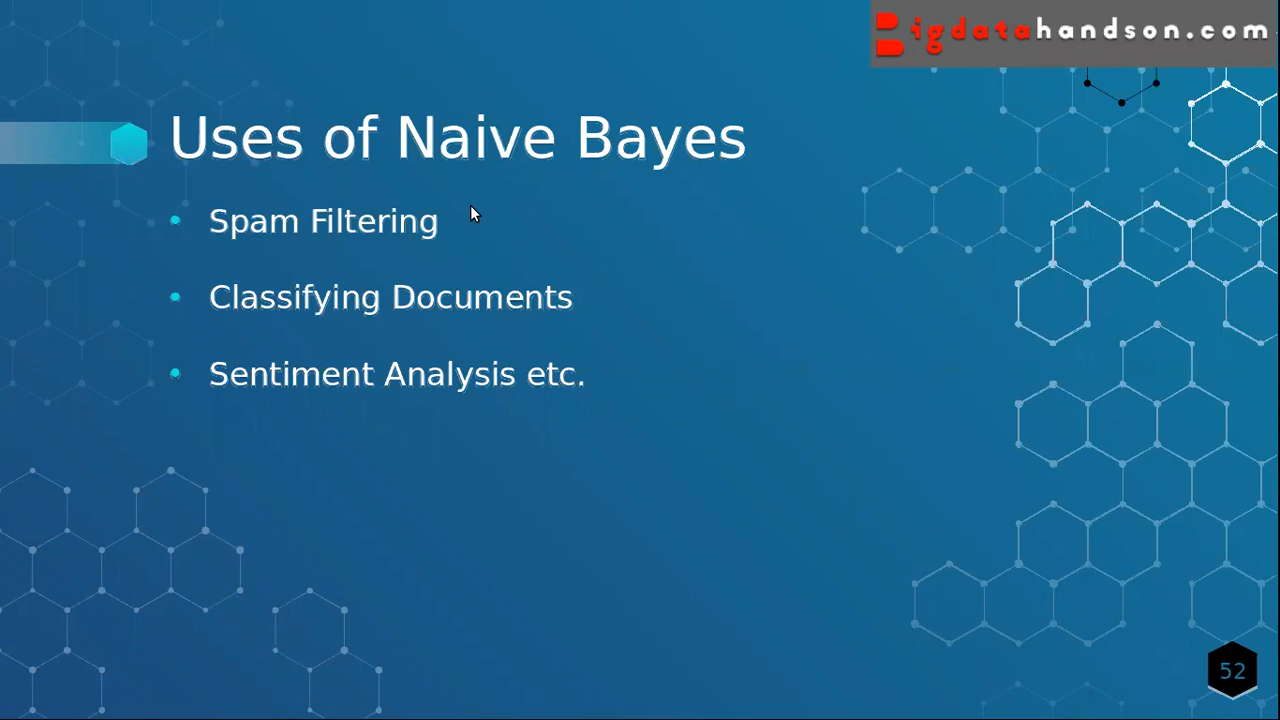 Bigdatahandson.com
Uses of Naive Bayes
Spam Filtering
Classifying Documents
Sentiment Analysis etc.
52